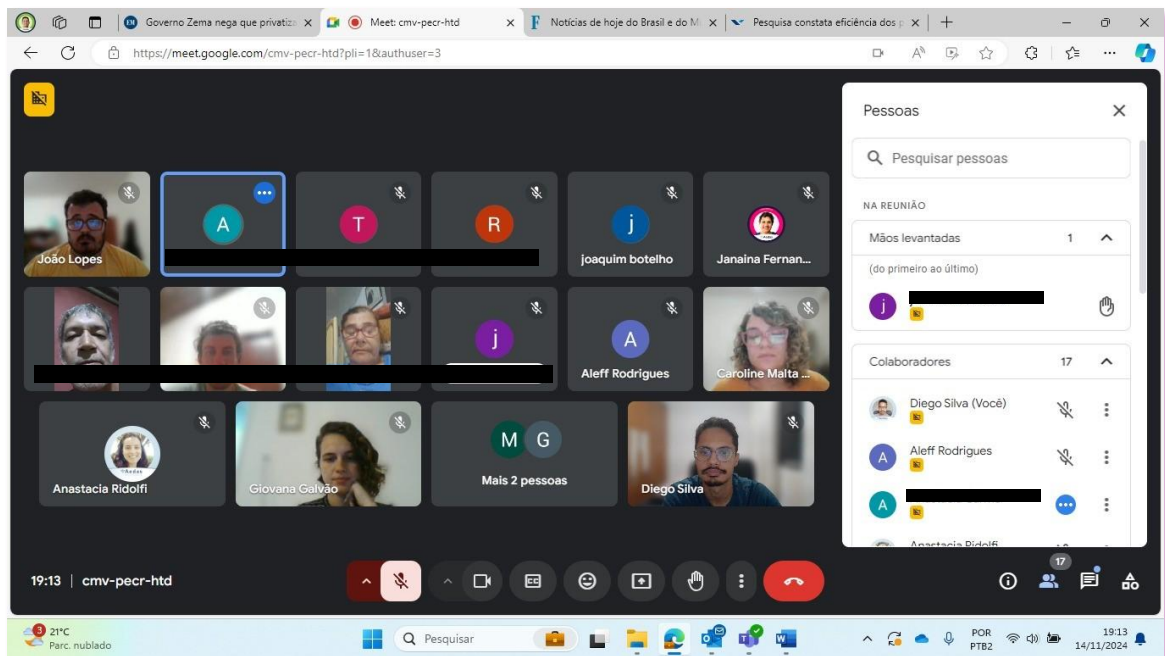 Governo Zema nega que privatiz
Meet: cmv-pecr-htd
Notícias de hoje do Brasil e do M
Pesquisa constata eficiência dos p
https://meet.google.com/cmv-pecr-htd?pli=1&authuser=3
João Lopes
A
T
R
j
joaquim botelho
Janaina Fernan...
j
A
Aleff Rodrigues
Caroline Malta ...
Anastacia Ridolfi
Giovana Galvão
M G
Mais 2 pessoas
Diego Silva
Pessoas
Pesquisar pessoas
NA REUNIÃO
Mãos levantadas 1
(do primeiro ao último)
j
Colaboradores 17
Diego Silva (Você)
A Aleff Rodrigues
A
Anastacia Ridolfi
19:13 | cmv-pecr-htd
CC
17
3
21°C
Parc. nublado
Pesquisar
POR
PTB2
19:13
14/11/2024